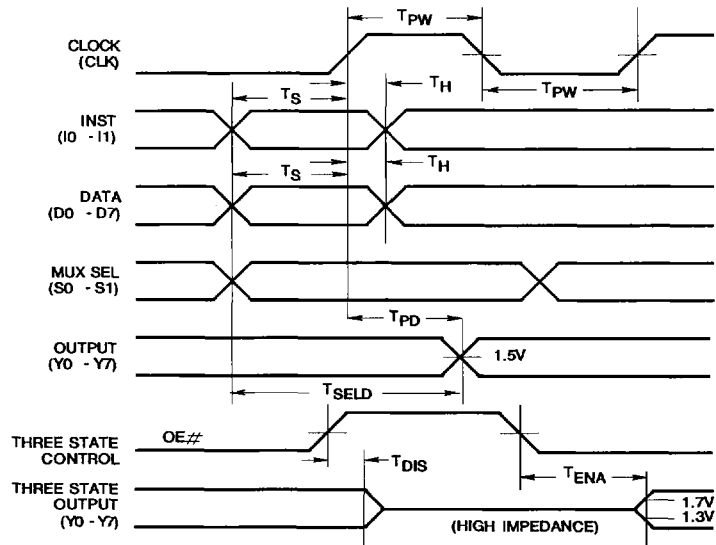 T_PW
CLOCK
(CLK)
T_S
T_H
T_PW
INST
(I0 - I1)
T_S
T_H
DATA
(D0 - D7)
MUX SEL
(S0 - S1)
T_PD
OUTPUT
(Y0 - Y7)
1.5V
T_SELD
THREE STATE
CONTROL
OE#
T_DIS
T_ENA
THREE STATE
OUTPUT
(Y0 - Y7)
(HIGH IMPEDANCE)
1.7V
1.3V